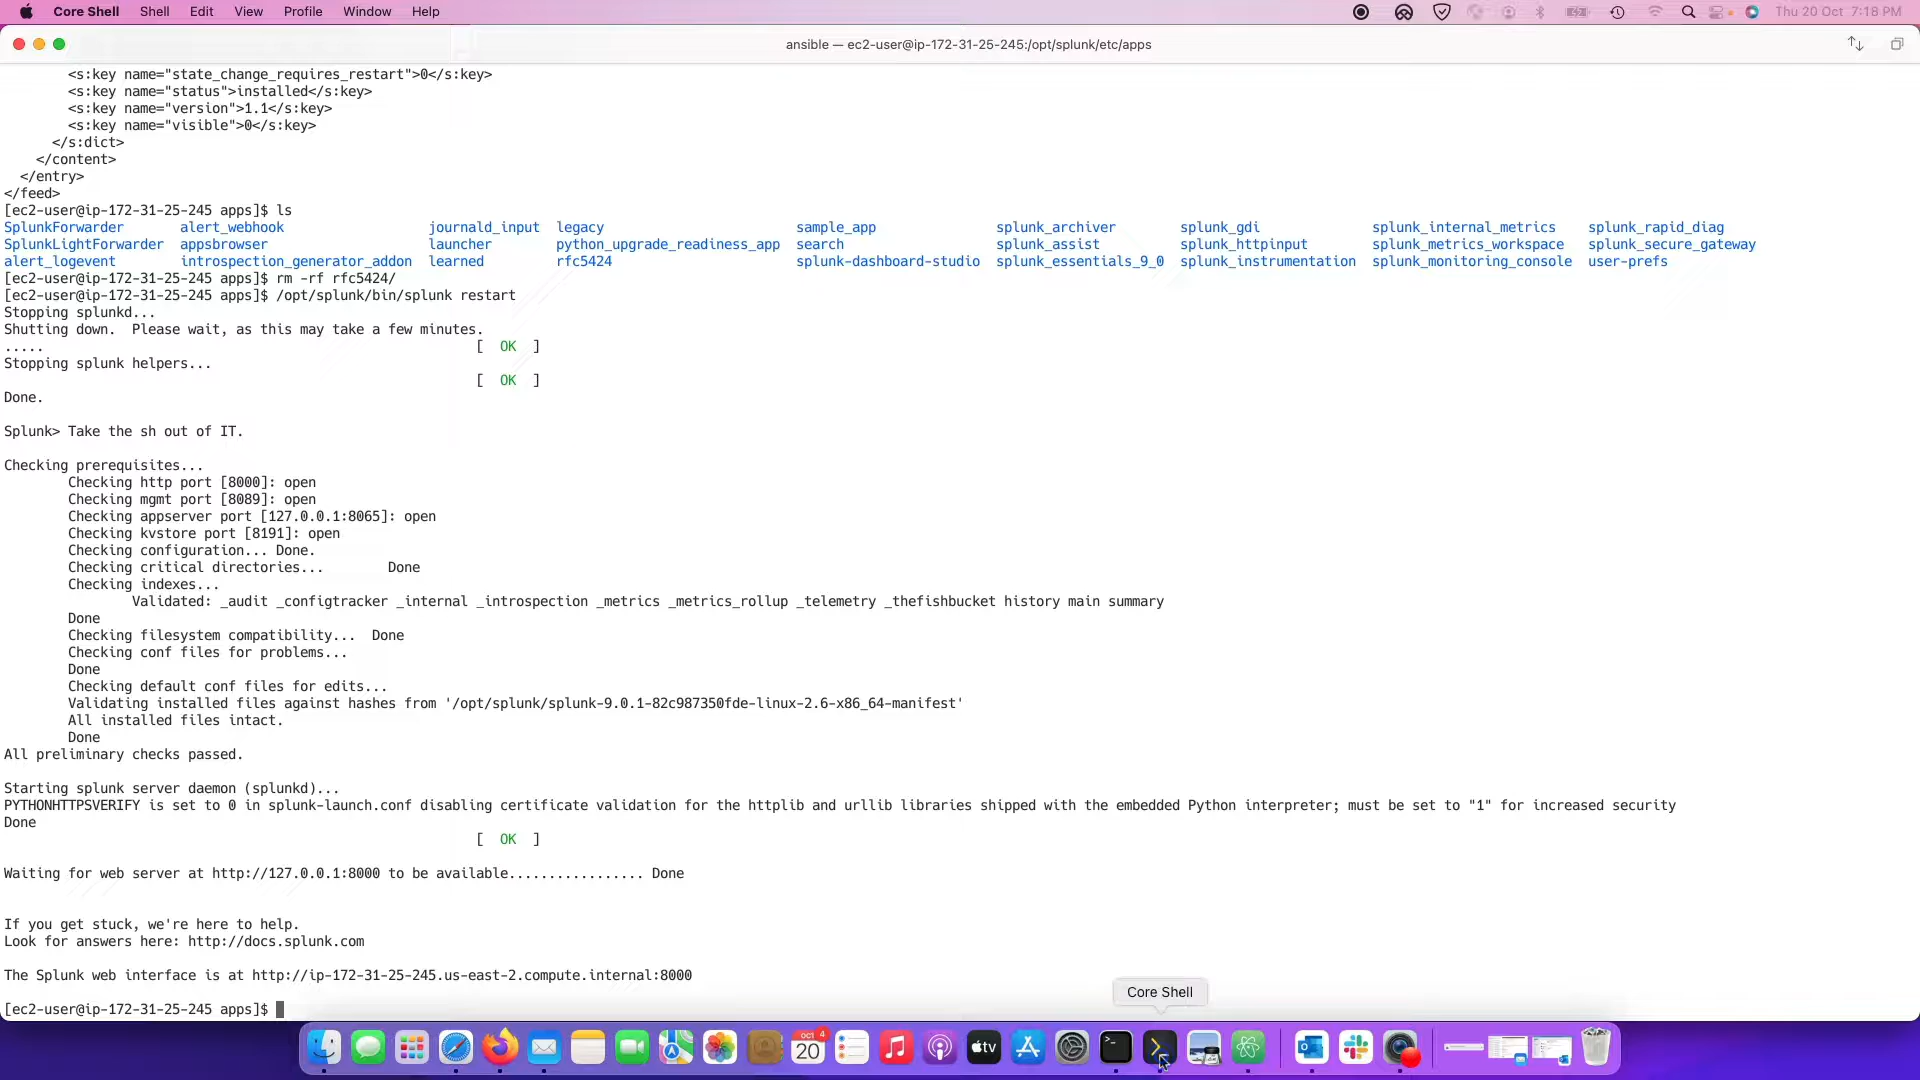 Core Shell Shell Edit View Profile Window Help Thu 20 Oct 7:18 PM
ansible — ec2-user@ip-172-31-25-245:/opt/splunk/etc/apps
<s:key name="state_change_requires_restart">0</s:key>
<s:key name="status">installed</s:key>
<s:key name="version">1.1</s:key>
<s:key name="visible">0</s:key>
</s:dict>
</content>
</entry>
</feed>
[ec2-user@ip-172-31-25-245 apps]$ ls
SplunkForwarder alert_webhook journald_input legacy sample_app splunk_archiver splunk_gdi splunk_internal_metrics splunk_rapid_diag
SplunkLightForwarder appsbrowser launcher python_upgrade_readiness_app search splunk_assist splunk_httpinput splunk_metrics_workspace splunk_secure_gateway
alert_logevent introspection_generator_addon learned rfc5424 splunk-dashboard-studio splunk_essentials_9_0 splunk_instrumentation splunk_monitoring_console user-prefs
[ec2-user@ip-172-31-25-245 apps]$ rm -rf rfc5424/
[ec2-user@ip-172-31-25-245 apps]$ /opt/splunk/bin/splunk restart
Stopping splunkd...
Shutting down.  Please wait, as this may take a few minutes.
..... [ OK ]
Stopping splunk helpers...
[ OK ]
Done.
Splunk> Take the sh out of IT.
Checking prerequisites...
Checking http port [8000]: open
Checking mgmt port [8089]: open
Checking appserver port [127.0.0.1:8065]: open
Checking kvstore port [8191]: open
Checking configuration... Done.
Checking critical directories... Done
Checking indexes...
Validated: _audit _configtracker _internal _introspection _metrics _metrics_rollup _telemetry _thefishbucket history main summary
Done
Checking filesystem compatibility... Done
Checking conf files for problems...
Done
Checking default conf files for edits...
Validating installed files against hashes from '/opt/splunk/splunk-9.0.1-82c987350fde-linux-2.6-x86_64-manifest'
All installed files intact.
Done
All preliminary checks passed.
Starting splunk server daemon (splunkd)...
PYTHONHTTPSVERIFY is set to 0 in splunk-launch.conf disabling certificate validation for the httplib and urllib libraries shipped with the embedded Python interpreter; must be set to "1" for increased security
Done
[ OK ]
Waiting for web server at http://127.0.0.1:8000 to be available................. Done
If you get stuck, we're here to help.
Look for answers here: http://docs.splunk.com
The Splunk web interface is at http://ip-172-31-25-245.us-east-2.compute.internal:8000
Core Shell
[ec2-user@ip-172-31-25-245 apps]$
OCT 4
20
tv